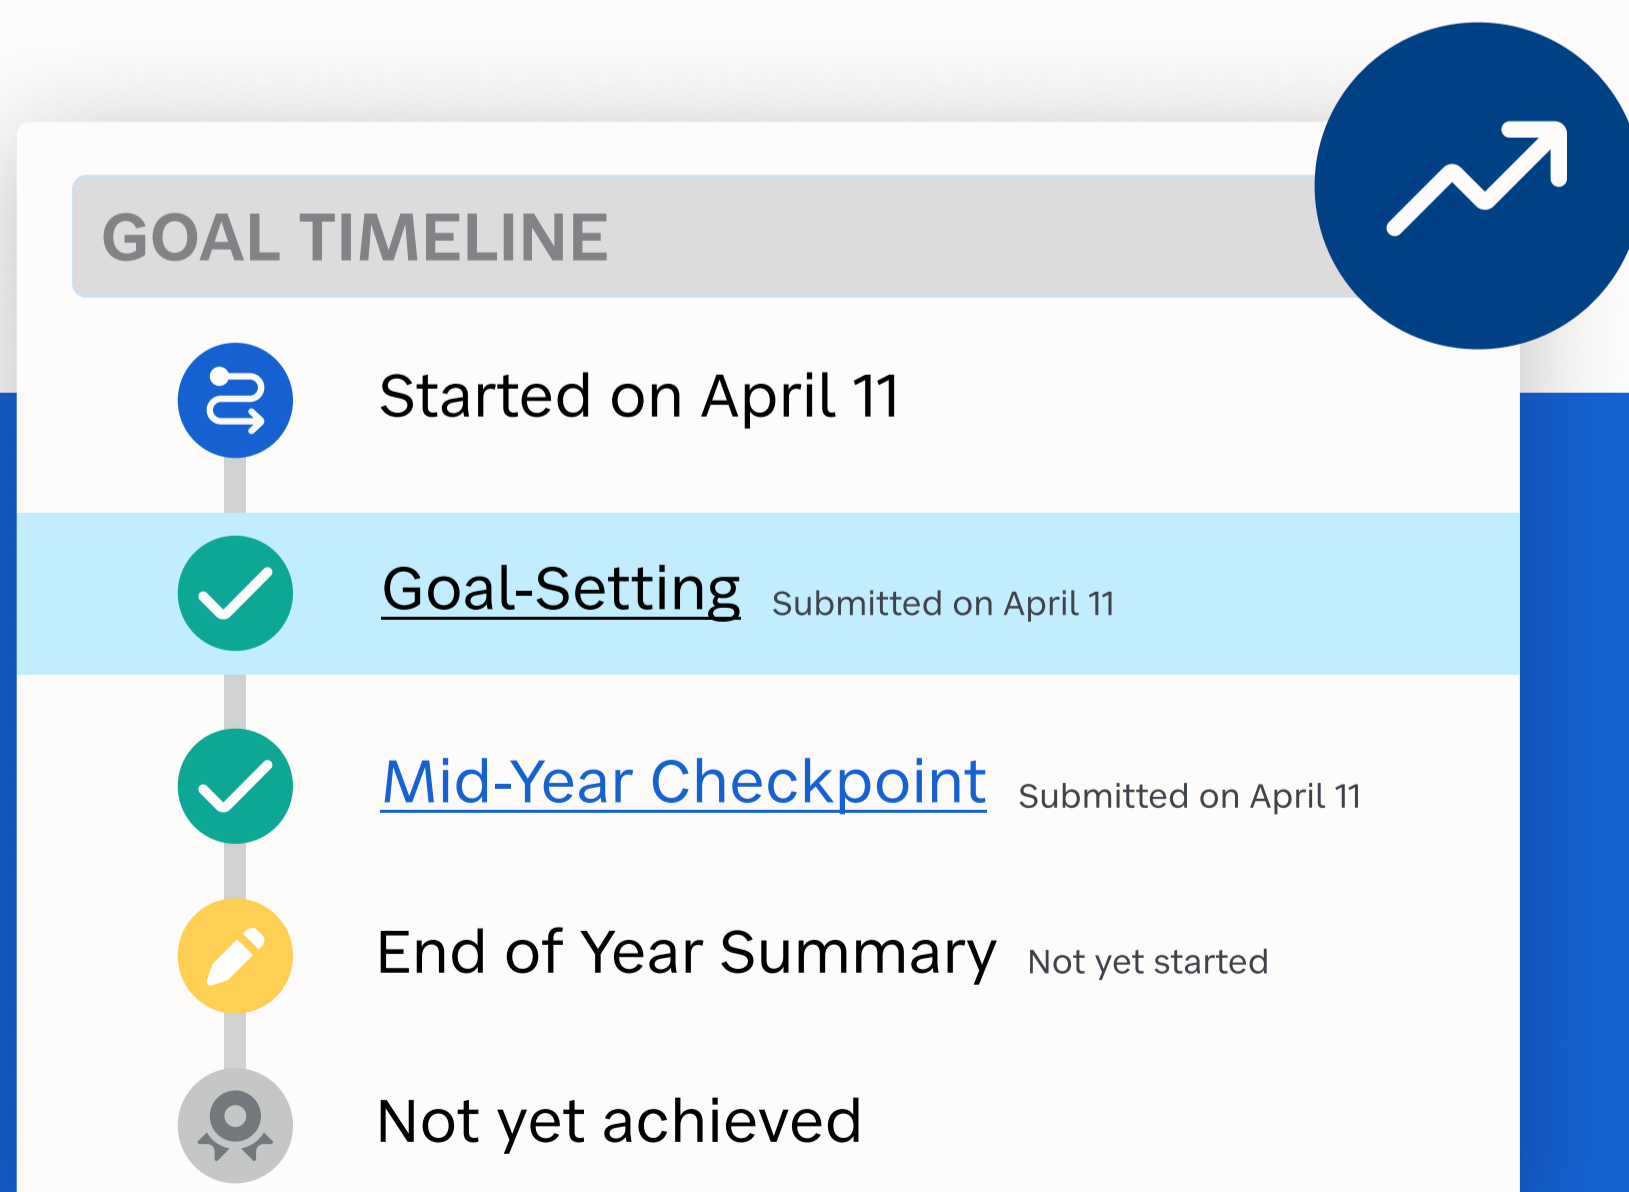 GOAL TIMELINE
Started on April 11
Goal-Setting Submitted on April 11
Mid-Year Checkpoint Submitted on April 11
End of Year Summary Not yet started
Not yet achieved